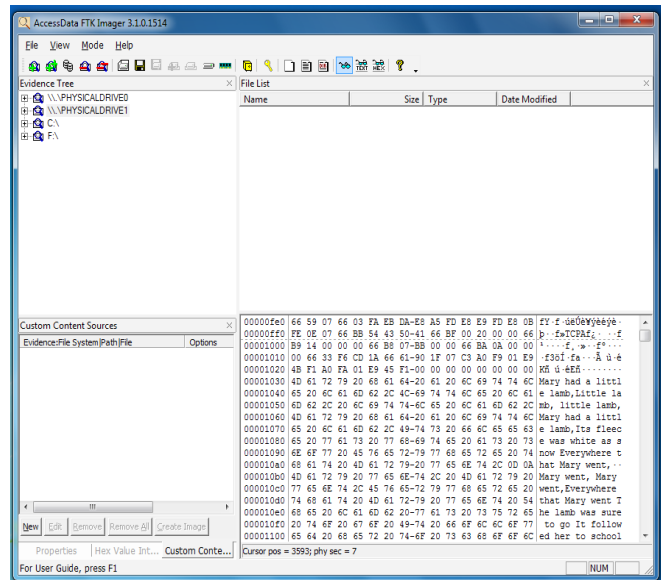 AccessData FTK Imager 3.1.0.1514
File View Mode Help
Evidence Tree
\\.\PHYSICALDRIVE0
\\.\PHYSICALDRIVE1
C:\
F:\
File List
Name Size Type Date Modified
Custom Content Sources
Evidence:File System|Path|File Options
New Edit Remove Remove All Create Image
Properties Hex Value Int... Custom Conte...
00000fe0 66 59 07 66 03 FA EB DA-E8 A5 FD E8 E9 FD E8 0B fY·f·úëÚè¥ýèéýè·
00000ff0 FE 0E 07 66 BB 54 43 50-41 66 BF 00 20 00 00 66 þ··f»TCPAf¿· ··f
00001000 B9 14 00 00 00 66 B8 07-BB 00 00 66 BA 0A 00 00 ¹····f¸·»··fº···
00001010 00 66 33 F6 CD 1A 66 61-90 1F 07 C3 A0 F9 01 E9 ·f3öÍ·fa···Ã ù·é
00001020 4B F1 A0 FA 01 E9 45 F1-00 00 00 00 00 00 00 00 Kñ ú·éEñ········
00001030 4D 61 72 79 20 68 61 64-20 61 20 6C 69 74 74 6C Mary had a littl
00001040 65 20 6C 61 6D 62 2C 4C-69 74 74 6C 65 20 6C 61 e lamb,Little la
00001050 6D 62 2C 20 6C 69 74 74-6C 65 20 6C 61 6D 62 2C mb, little lamb,
00001060 4D 61 72 79 20 68 61 64-20 61 20 6C 69 74 74 6C Mary had a littl
00001070 65 20 6C 61 6D 62 2C 49-74 73 20 66 6C 65 65 63 e lamb,Its fleec
00001080 65 20 77 61 73 20 77 68-69 74 65 20 61 73 20 73 e was white as s
00001090 6E 6F 77 20 45 76 65 72-79 77 68 65 72 65 20 74 now Everywhere t
000010a0 68 61 74 20 4D 61 72 79-20 77 65 6E 74 2C 0D 0A hat Mary went,··
000010b0 4D 61 72 79 20 77 65 6E-74 2C 20 4D 61 72 79 20 Mary went, Mary
000010c0 77 65 6E 74 2C 45 76 65-72 79 77 68 65 72 65 20 went,Everywhere
000010d0 74 68 61 74 20 4D 61 72-79 20 77 65 6E 74 20 54 that Mary went T
000010e0 68 65 20 6C 61 6D 62 20-77 61 73 20 73 75 72 65 he lamb was sure
000010f0 20 74 6F 20 67 6F 20 49-74 20 66 6F 6C 6C 6F 77 to go It follow
00001100 65 64 20 68 65 72 20 74-6F 20 73 63 68 6F 6F 6C ed her to school
Cursor pos = 3593; phy sec = 7
For User Guide, press F1 NUM